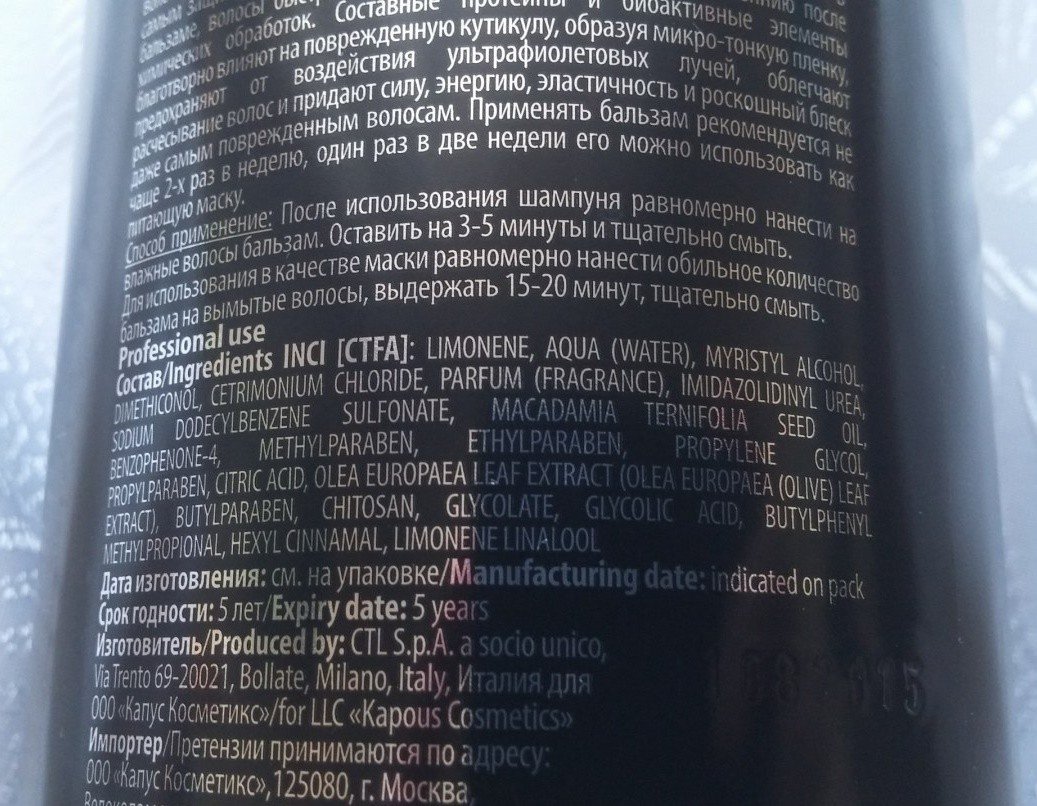 после
самым волосы
бальзаме, обработок. Составные протеины и биоактивные элементы
химических
благотворно влияют на поврежденную кутикулу, образуя микро-тонкую пленку,
предохраняют от воздействия ультрафиолетовых лучей, облегчают
расчёсывание волос и придают силу, энергию, эластичность и роскошный блеск
даже самым поврежденным волосам. Применять бальзам рекомендуется не
чаще 2-х раз в неделю, один раз в две недели его можно использовать как
питающую маску.
Способ применение: После использования шампуня равномерно нанести на
влажные волосы бальзам. Оставить на 3-5 минуты и тщательно смыть.
Для использования в качестве маски равномерно нанести обильное количество
бальзама на вымытые волосы, выдержать 15-20 минут, тщательно смыть.
Professional use
Состав/Ingredients INCI [CTFA]: LIMONENE, AQUA (WATER), MYRISTYL ALCOHOL,
DIMETHICONOL, CETRIMONIUM CHLORIDE, PARFUM (FRAGRANCE), IMIDAZOLIDINYL UREA,
SODIUM DODECYLBENZENE SULFONATE, MACADAMIA TERNIFOLIA SEED OIL,
BENZOPHENONE-4, METHYLPARABEN, ETHYLPARABEN, PROPYLENE GLYCOL,
PROPYLPARABEN, CITRIC ACID, OLEA EUROPAEA LEAF EXTRACT (OLEA EUROPAEA (OLIVE) LEAF
EXTRACT), BUTYLPARABEN, CHITOSAN, GLYCOLATE, GLYCOLIC ACID, BUTYLPHENYL
METHYLPROPIONAL, HEXYL CINNAMAL, LIMONENE LINALOOL
Дата изготовления: см. на упаковке/Manufacturing date: indicated on pack
Срок годности: 5 лет/Expiry date: 5 years
Изготовитель/Produced by: CTL S.p.A. a socio unico,
Via Trento 69-20021, Bollate, Milano, Italy, Италия для
ООО «Капус Косметикс»/for LLC «Kapous Cosmetics»
Импортер/Претензии принимаются по адресу:
ООО «Капус Косметикс», 125080, г. Москва,